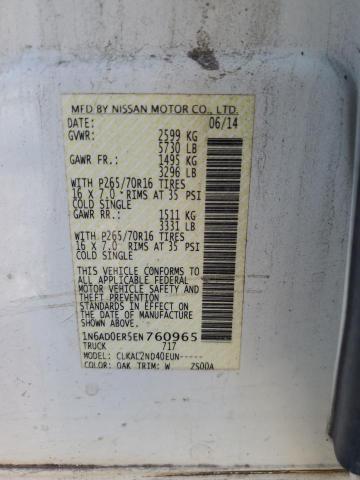 MFD BY NISSAN MOTOR CO., LTD.
DATE: 06/14
GVWR: 2599 KG
5730 LB
GAWR FR.: 1495 KG
3296 LB
WITH P265/70R16 TIRES
16 X 7.0 - RIMS AT 35 PSI
COLD SINGLE
GAWR RR.: 1511 KG
3331 LB
WITH P265/70R16 TIRES
16 X 7.0 - RIMS AT 35 PSI
COLD SINGLE
THIS VEHICLE CONFORMS TO
ALL APPLICABLE FEDERAL
MOTOR VEHICLE SAFETY
AND THEFT PREVENTION
STANDARDS IN EFFECT ON
THE DATE OF MANUFACTURE
SHOWN ABOVE.
1N6AD0ER5EN760965
TRUCK 717
MODEL: CLKAL2ND40EUN-----
COLOR: QAK TRIM: W ZS00A